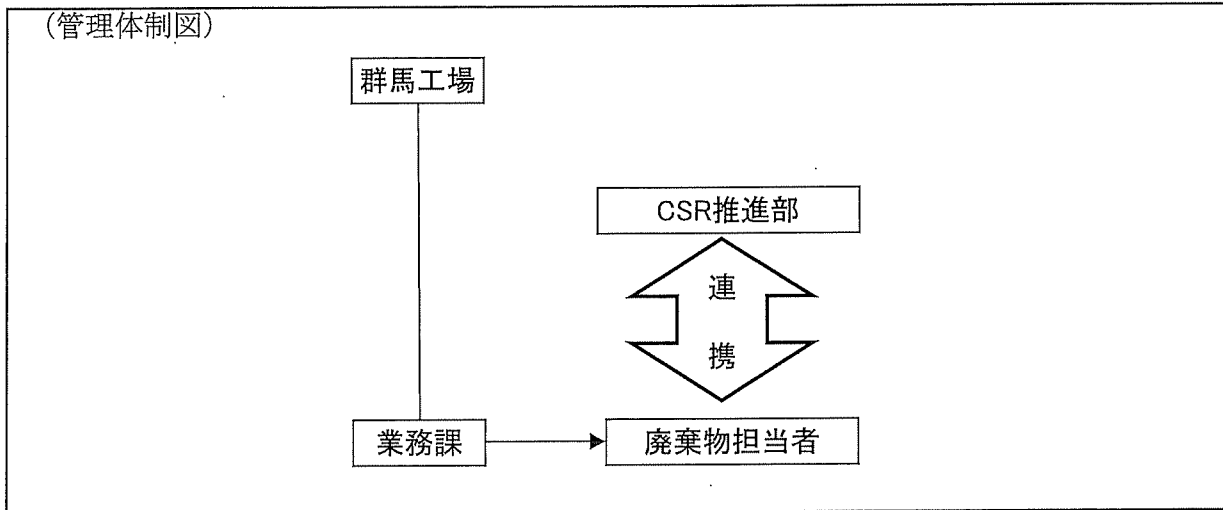 (管理体制図)
群馬工場
CSR推進部
連
携
業務課
廃棄物担当者